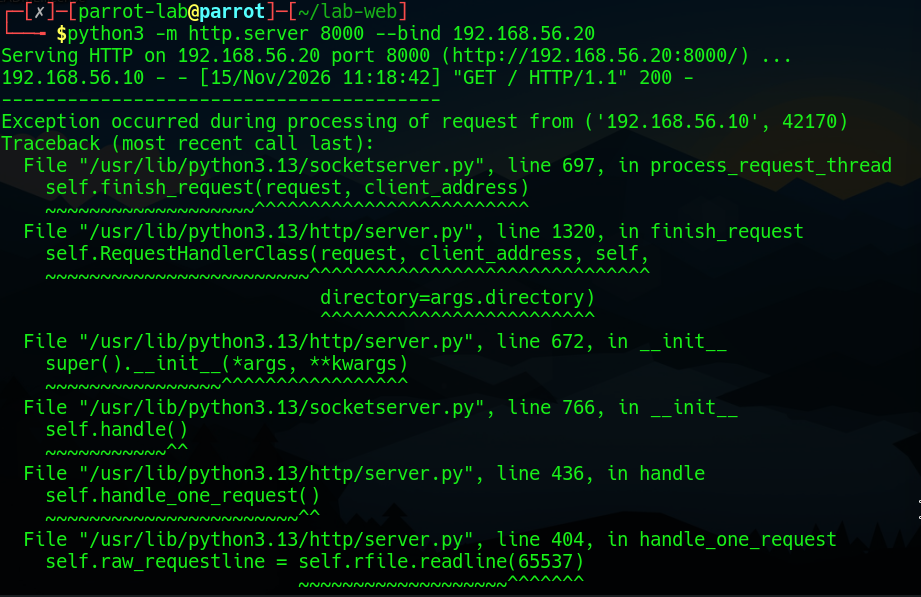 ┌─[✗]─[parrot-lab@parrot]─[~/lab-web]
└──╼ $python3 -m http.server 8000 --bind 192.168.56.20
Serving HTTP on 192.168.56.20 port 8000 (http://192.168.56.20:8000/) ...
192.168.56.10 - - [15/Nov/2026 11:18:42] "GET / HTTP/1.1" 200 -
----------------------------------------
Exception occurred during processing of request from ('192.168.56.10', 42170)
Traceback (most recent call last):
  File "/usr/lib/python3.13/socketserver.py", line 697, in process_request_thread
    self.finish_request(request, client_address)
    ~~~~~~~~~~~~~~~~~~~^^^^^^^^^^^^^^^^^^^^^^^^^
  File "/usr/lib/python3.13/http/server.py", line 1320, in finish_request
    self.RequestHandlerClass(request, client_address, self,
    ~~~~~~~~~~~~~~~~~~~~~~~~^^^^^^^^^^^^^^^^^^^^^^^^^^^^^^^
                             directory=args.directory)
                             ^^^^^^^^^^^^^^^^^^^^^^^^^
  File "/usr/lib/python3.13/http/server.py", line 672, in __init__
    super().__init__(*args, **kwargs)
    ~~~~~~~~~~~~~~~~^^^^^^^^^^^^^^^^^
  File "/usr/lib/python3.13/socketserver.py", line 766, in __init__
    self.handle()
    ~~~~~~~~~~~^^
  File "/usr/lib/python3.13/http/server.py", line 436, in handle
    self.handle_one_request()
    ~~~~~~~~~~~~~~~~~~~~~~~^^
  File "/usr/lib/python3.13/http/server.py", line 404, in handle_one_request
    self.raw_requestline = self.rfile.readline(65537)
                           ~~~~~~~~~~~~~~~~~~~^^^^^^^